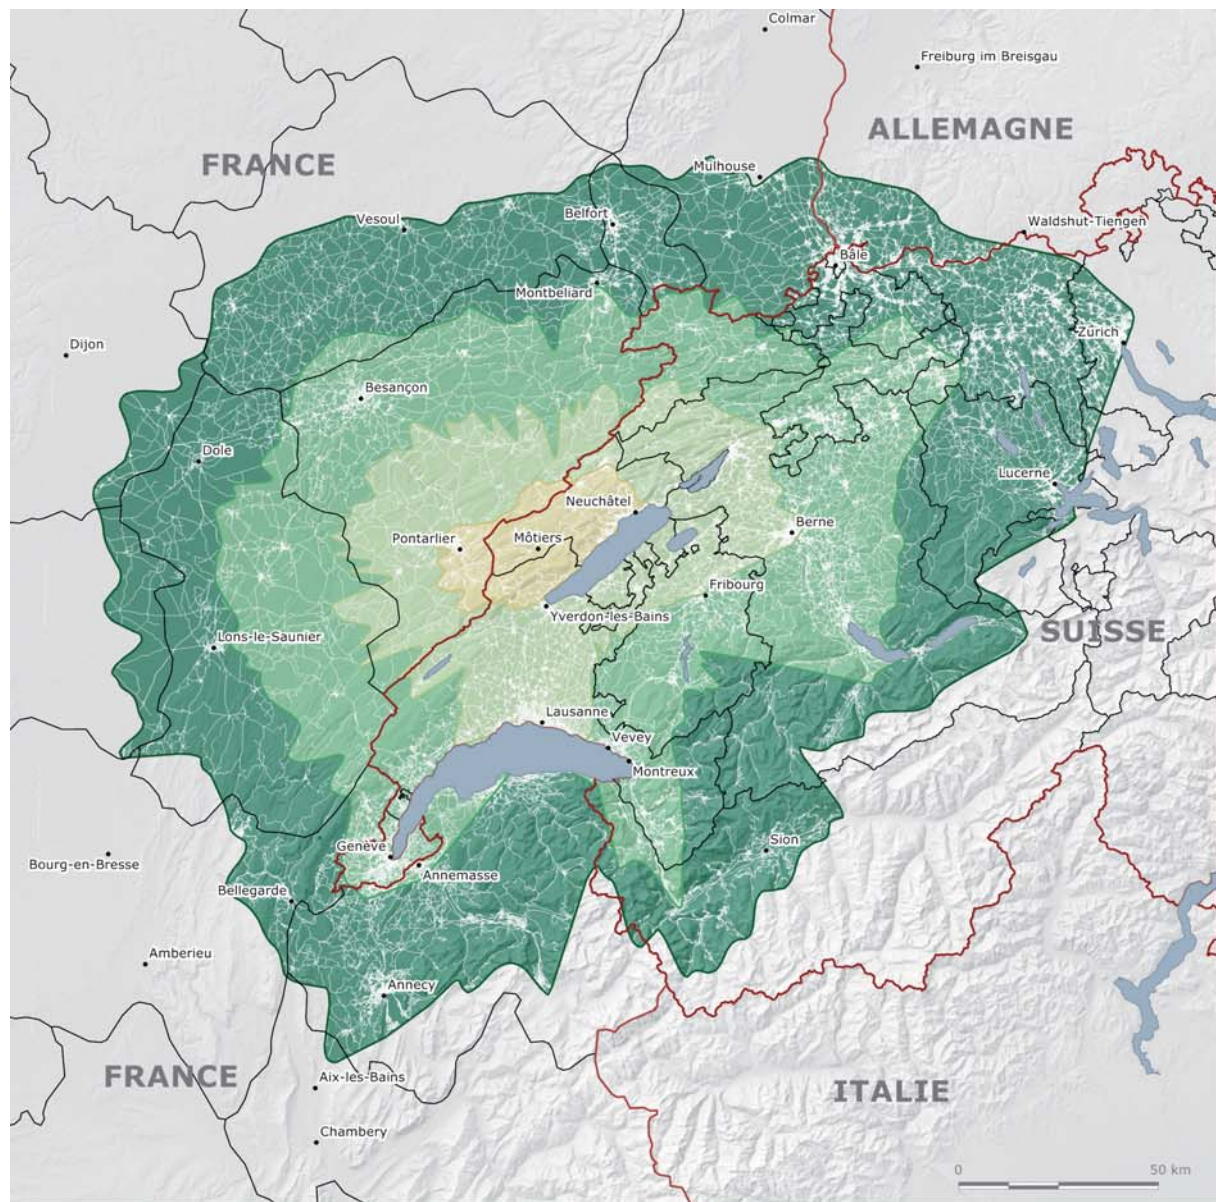 Colmar
Freiburg im Breisgau
ALLEMAGNE
FRANCE
Mulhouse
Vesoul
Belfort
Waldshut-Tiengen
Bâle
Montbeliard
Dijon
Zürich
Besançon
Dole
Lucerne
Neuchâtel
Berne
Pontarlier
Môtiers
Fribourg
Yverdon-les-Bains
Lons-le-Saunier
SUISSE
Lausanne
Vevey
Montreux
Genève
Sion
Bourg-en-Bresse
Annemasse
Bellegarde
Amberieu
Annecy
FRANCE
Aix-les-Bains
ITALIE
Chambery
0 50 km